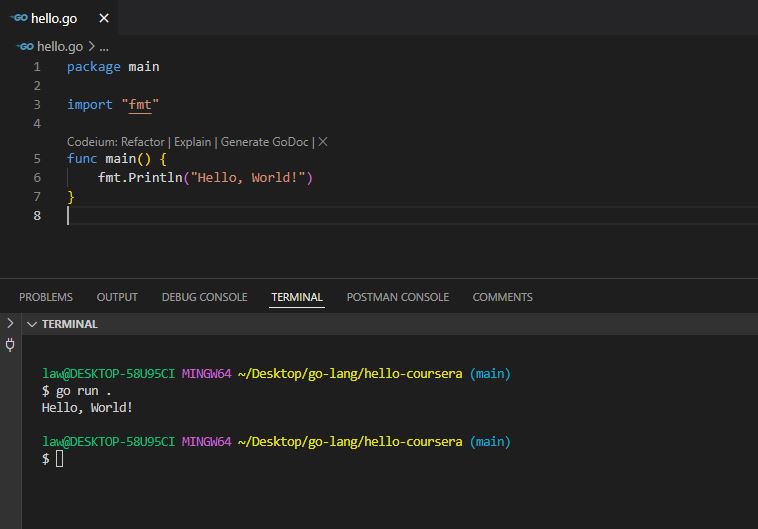 GO hello.go ×
GO hello.go > ...
1 package main
2
3 import "fmt"
4
Codeium: Refactor | Explain | Generate GoDoc | ×
5 func main() {
6 fmt.Println("Hello, World!")
7 }
8
PROBLEMS OUTPUT DEBUG CONSOLE TERMINAL POSTMAN CONSOLE COMMENTS
TERMINAL
law@DESKTOP-58U95CI MINGW64 ~/Desktop/go-lang/hello-coursera (main)
$ go run .
Hello, World!
law@DESKTOP-58U95CI MINGW64 ~/Desktop/go-lang/hello-coursera (main)
$